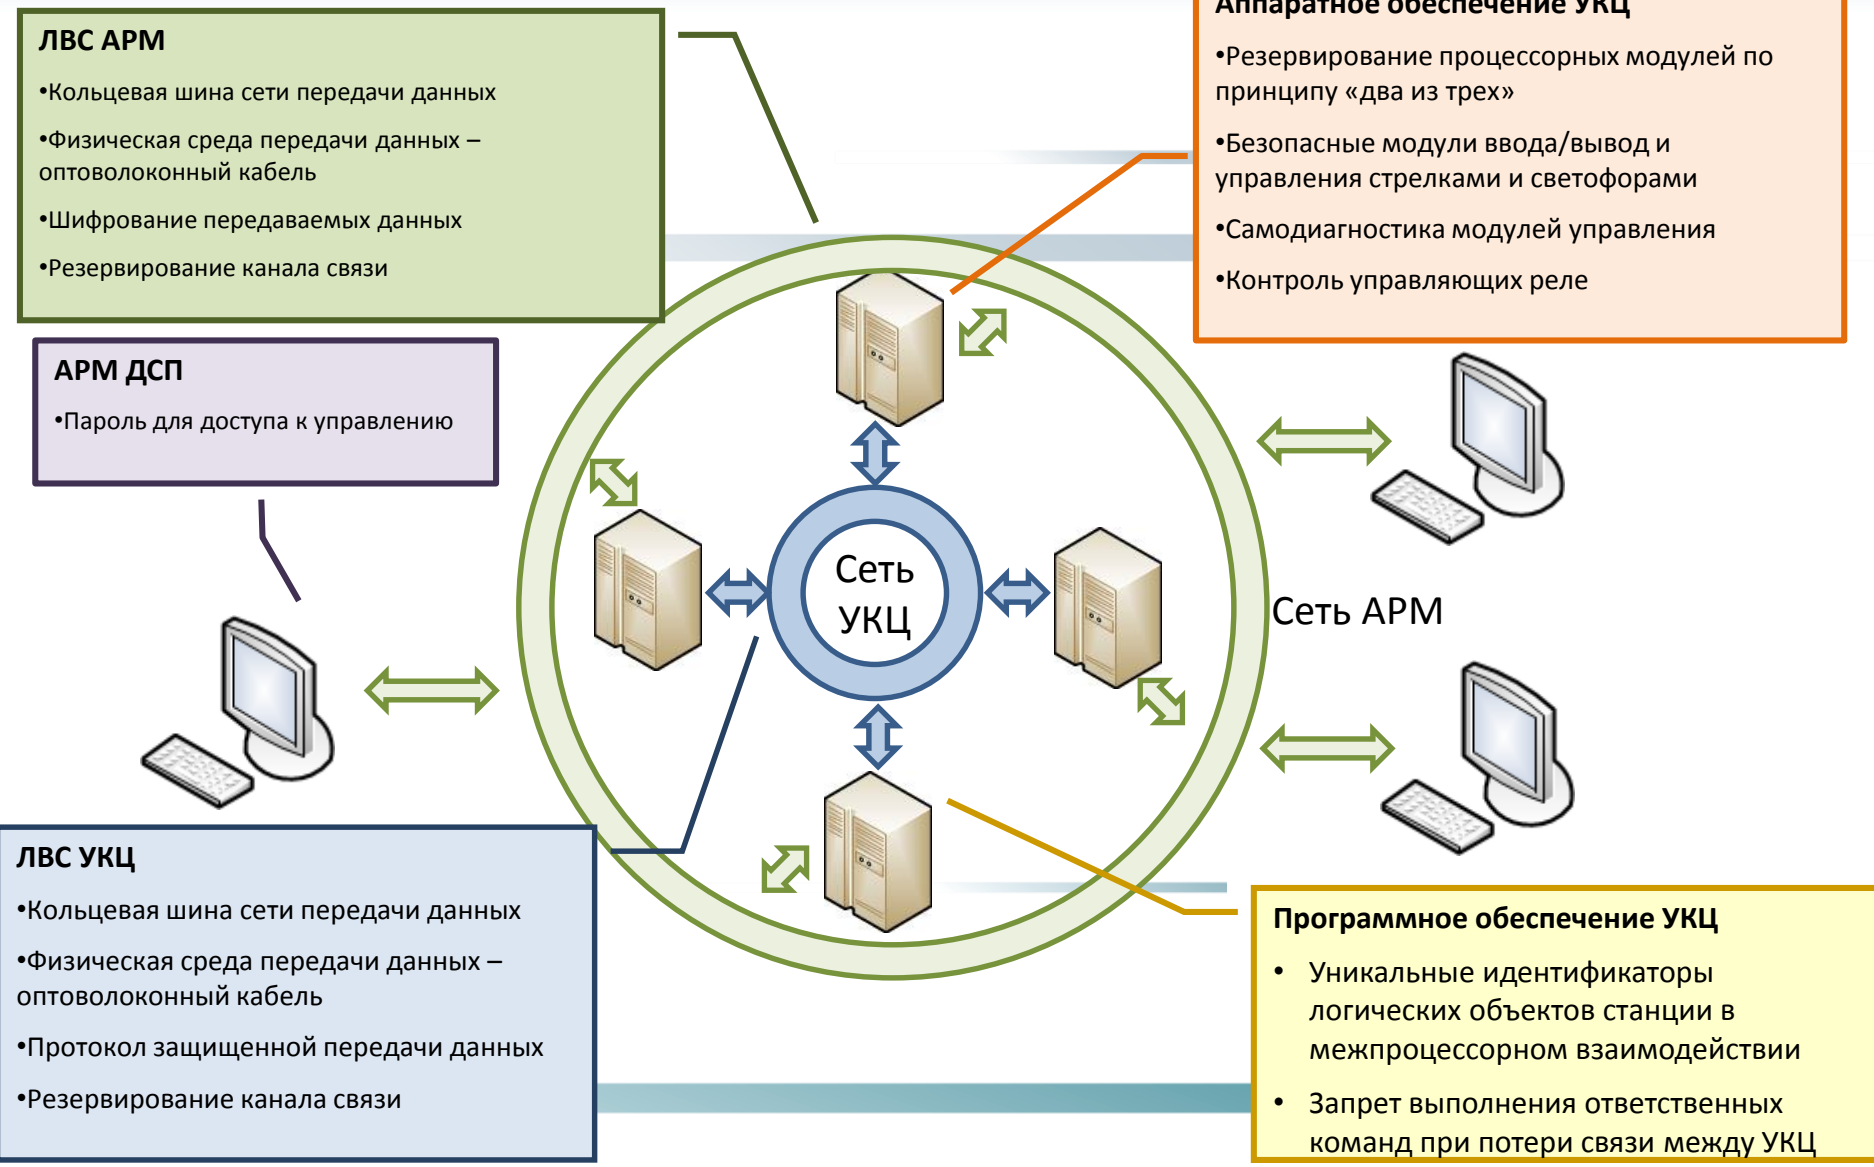 ЛВС АРМ
•Кольцевая шина сети передачи данных
•Физическая среда передачи данных –
оптоволоконный кабель
•Шифрование передаваемых данных
•Резервирование канала связи
Аппаратное обеспечение УКЦ
•Резервирование процессорных модулей по
принципу «два из трех»
•Безопасные модули ввода/вывод и
управления стрелками и светофорами
•Самодиагностика модулей управления
•Контроль управляющих реле
АРМ ДСП
•Пароль для доступа к управлению
Сеть
УКЦ
Сеть АРМ
ЛВС УКЦ
•Кольцевая шина сети передачи данных
•Физическая среда передачи данных –
оптоволоконный кабель
•Протокол защищенной передачи данных
•Резервирование канала связи
Программное обеспечение УКЦ
• Уникальные идентификаторы
логических объектов станции в
межпроцессорном взаимодействии
• Запрет выполнения ответственных
команд при потери связи между УКЦ